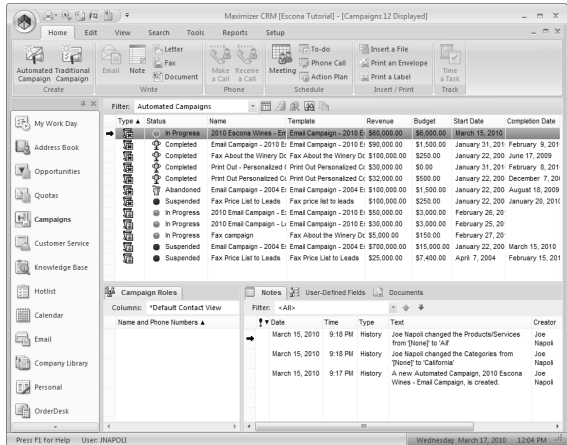 Maximizer CRM [Escona Tutorial] - [Campaigns 12 Displayed]
Home Edit View Search Tools Reports Setup
Automated Campaign
Traditional Campaign
Create
Email
Note
Letter
Fax
Document
Write
Make a Call
Receive a Call
Phone
Meeting
To-do
Phone Call
Action Plan
Schedule
Insert a File
Print an Envelope
Print a Label
Insert / Print
Time a Task
Track
My Work Day
Address Book
Opportunities
Quotas
Campaigns
Customer Service
Knowledge Base
Hotlist
Calendar
Email
Company Library
Personal
OrderDesk
Filter: Automated Campaigns
Type Status Name Template Revenue Budget Start Date Completion Date
In Progress 2010 Escona Wines - Em Email Campaign - 2010 E $60,000.00 $6,000.00 March 15, 2010
Completed Email Campaign - 2010 E Email Campaign - 2010 E $90,000.00 $1,500.00 January 31, 201 February 9, 201
Completed Fax About the Winery Dc Fax About the Winery Dc $100,000.00 $250.00 January 22, 200 June 17, 2009
Completed Print Out - Personalized ( Print Out Personalized Cc $30,000.00 $0.00 January 31, 201 February 8, 201
Completed Print Out Personalized Cc Print Out Personalized Cc $32,000.00 $500.00 January 22, 200 December 7, 200
Abandoned Email Campaign - 2004 E Email Campaign - 2004 E $100,000.00 $1,500.00 January 22, 200 August 18, 2009
Suspended Fax Price List to Leads Fax price list to leads $100,000.00 $250.00 January 22, 200 January 20, 2010
In Progress 2010 Email Campaign - E Email Campaign - 2010 E $50,000.00 $3,000.00 February 26, 20
In Progress 2010 Email Campaign - L Email Campaign - 2010 E $30,000.00 $3,000.00 February 25, 20
In Progress Fax campaign Fax About the Winery Dc $5,000.00 $150.00 February 27, 20
Suspended Email Campaign - 2004 E Email Campaign - 2004 E $700,000.00 $15,000.00 January 22, 200 March 15, 2010
Suspended Fax Price List to Leads Fax Price List to Leads $25,000.00 $7,400.00 April 7, 2004 February 15, 201
Campaign Roles
Columns: *Default Contact View
Name and Phone Numbers
Notes User-Defined Fields Documents
Filter: <All>
! Date Time Type Text Creator
March 15, 2010 9:18 PM History Joe Napoli changed the Products/Services from '[None]' to 'All' Joe Napoli
March 15, 2010 9:18 PM History Joe Napoli changed the Categories from '[None]' to 'California' Joe Napoli
March 15, 2010 9:17 PM History A new Automated Campaign, 2010 Escona Wines - Email Campaign, is created. Joe Napoli
Press F1 for Help User: JNAPOLI Wednesday March 17, 2010 12:04 PM